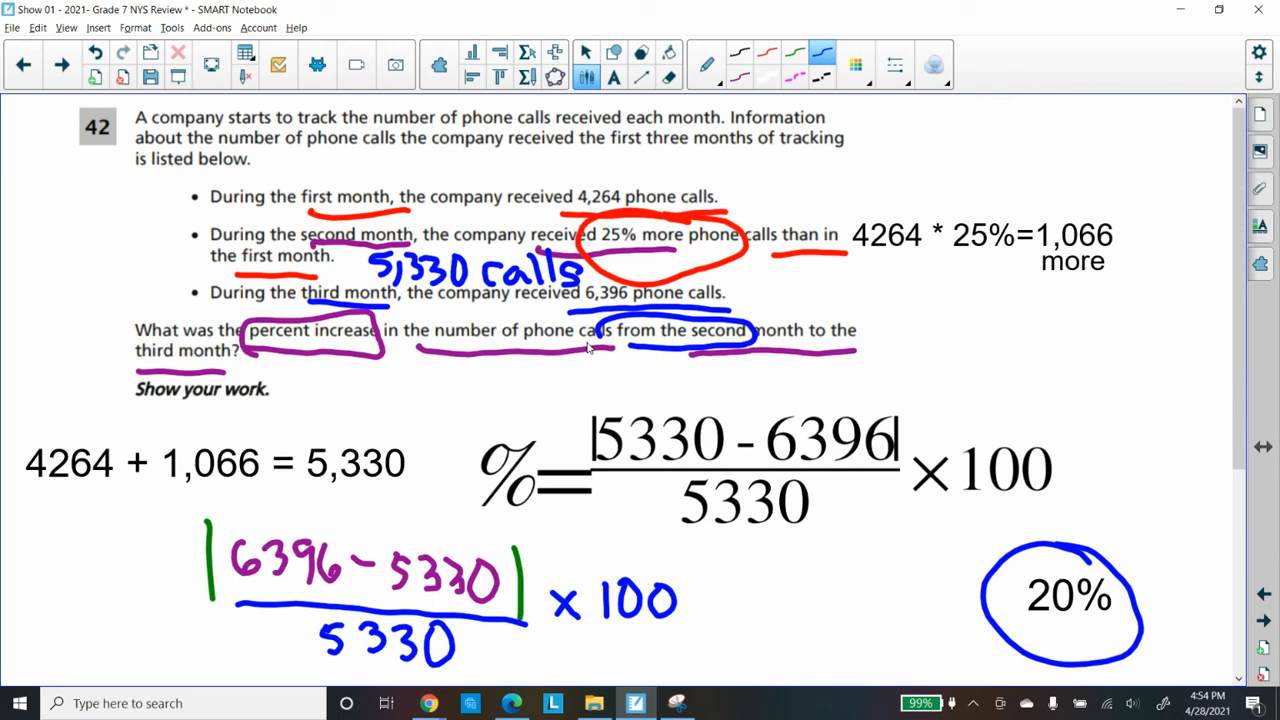 Show 01 - 2021- Grade 7 NYS Review * - SMART Notebook
File Edit View Insert Format Tools Add-ons Account Help
42
A company starts to track the number of phone calls received each month. Information
about the number of phone calls the company received the first three months of tracking
is listed below.
• During the first month, the company received 4,264 phone calls.
• During the second month, the company received 25% more phone calls than in
the first month.
4264 * 25%=1,066
more
5,330 calls
• During the third month, the company received 6,396 phone calls.
What was the percent increase in the number of phone calls from the second month to the
third month?
Show your work.
4264 + 1,066 = 5,330
%=|5330 - 6396|
5330
×100
|6396 - 5330|
5330
x 100
20%
Type here to search
99%
4:54 PM
4/28/2021
1